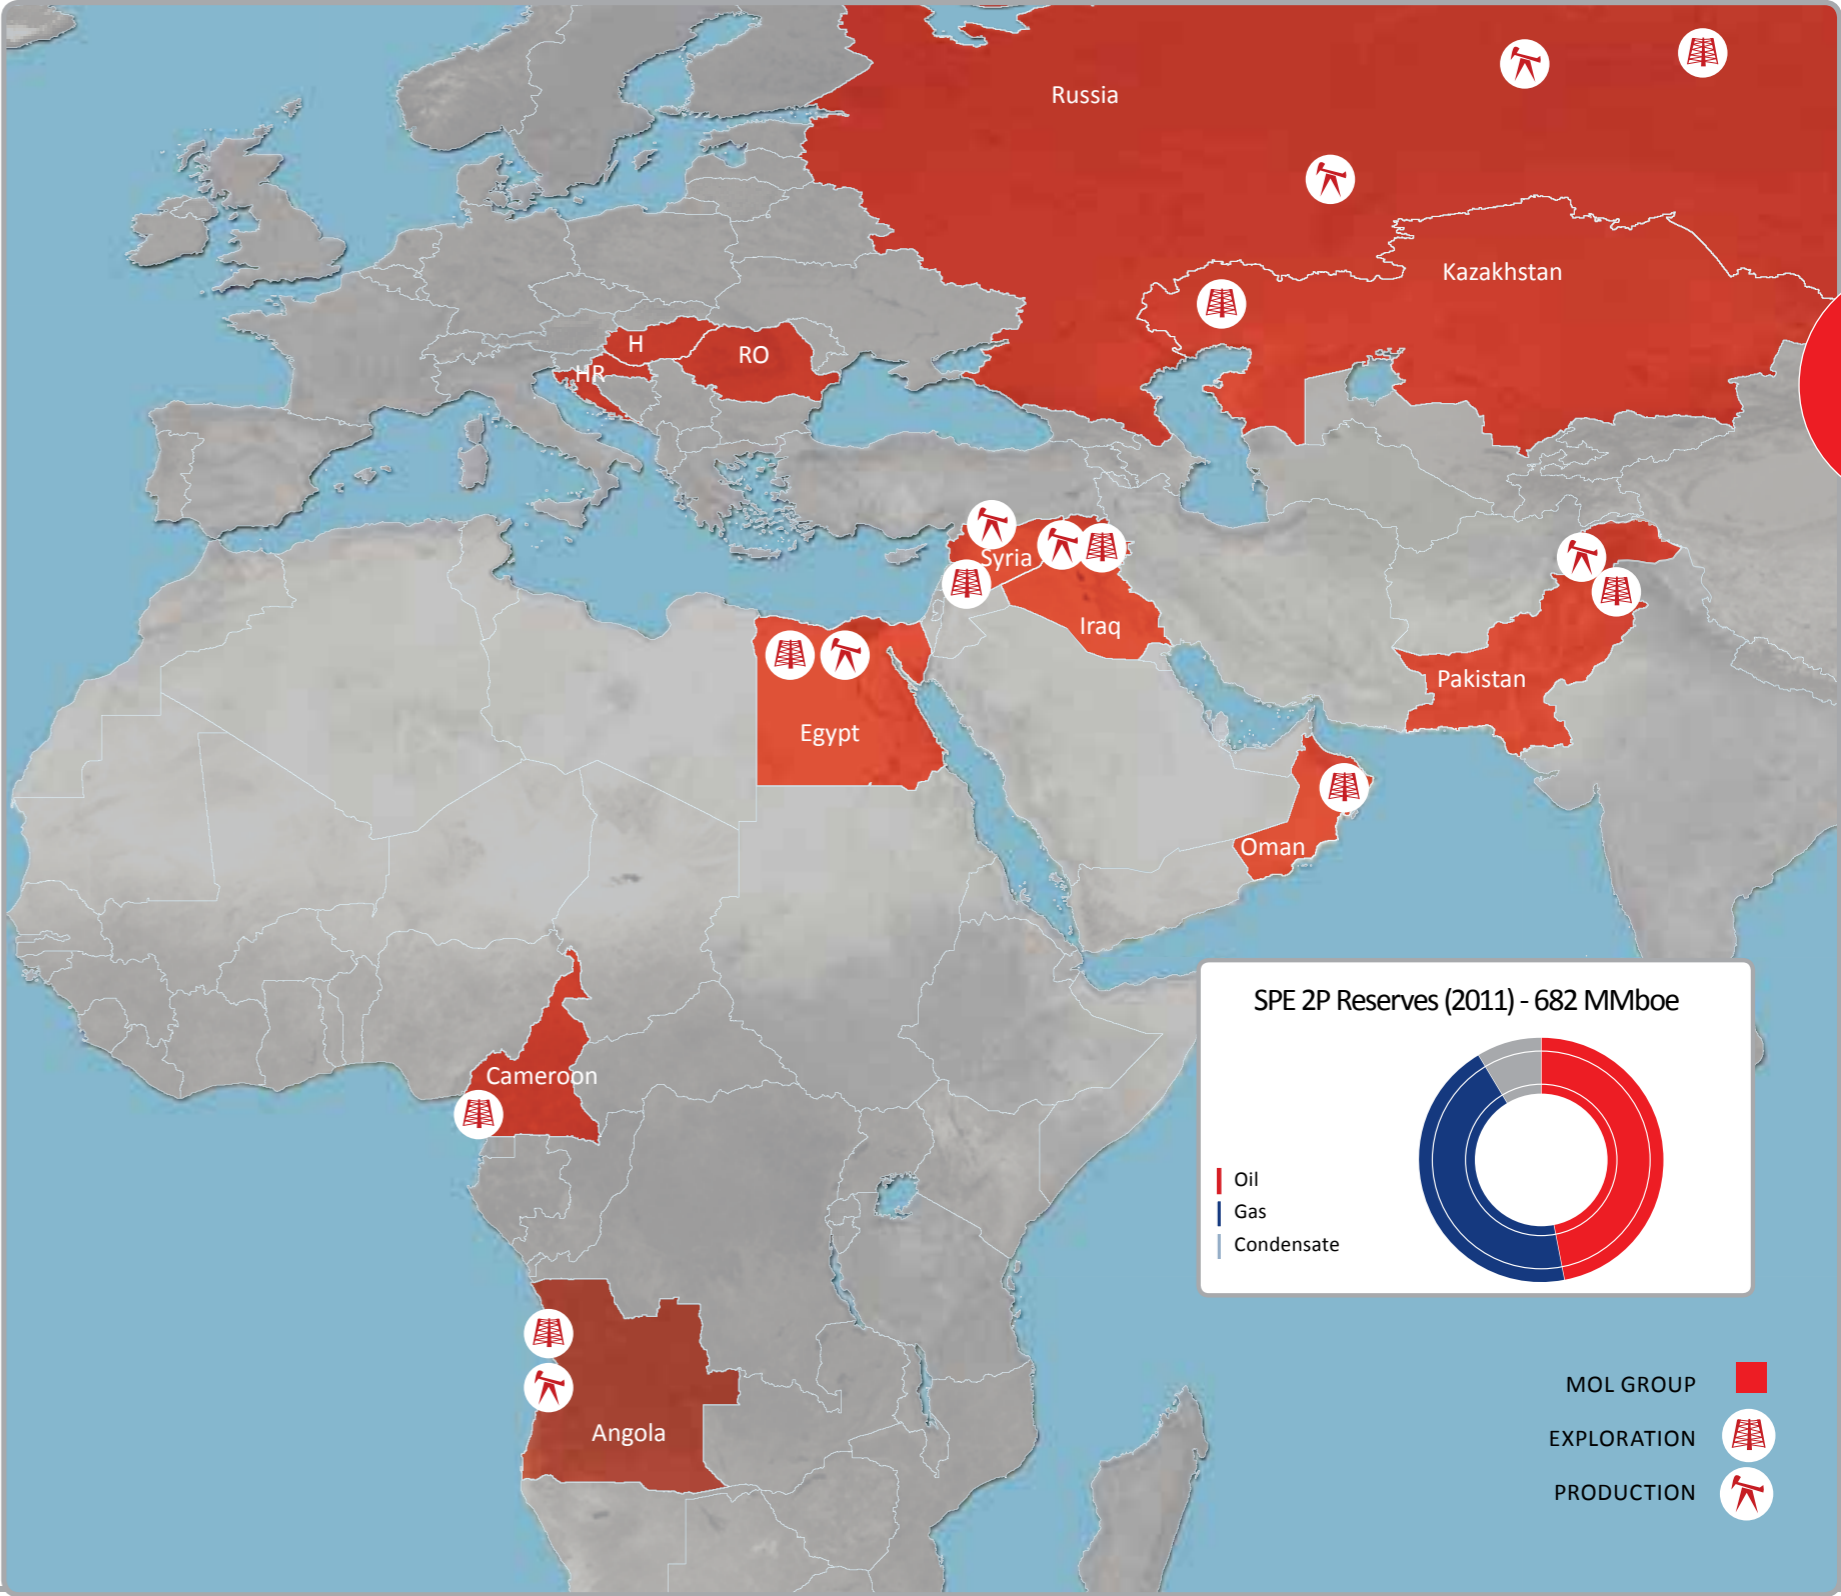 Russia
Kazakhstan
H
RO
HR
Syria
Iraq
Pakistan
Egypt
Oman
Cameroon
Angola
SPE 2P Reserves (2011) - 682 MMboe
Oil
Gas
Condensate
MOL GROUP
EXPLORATION
PRODUCTION